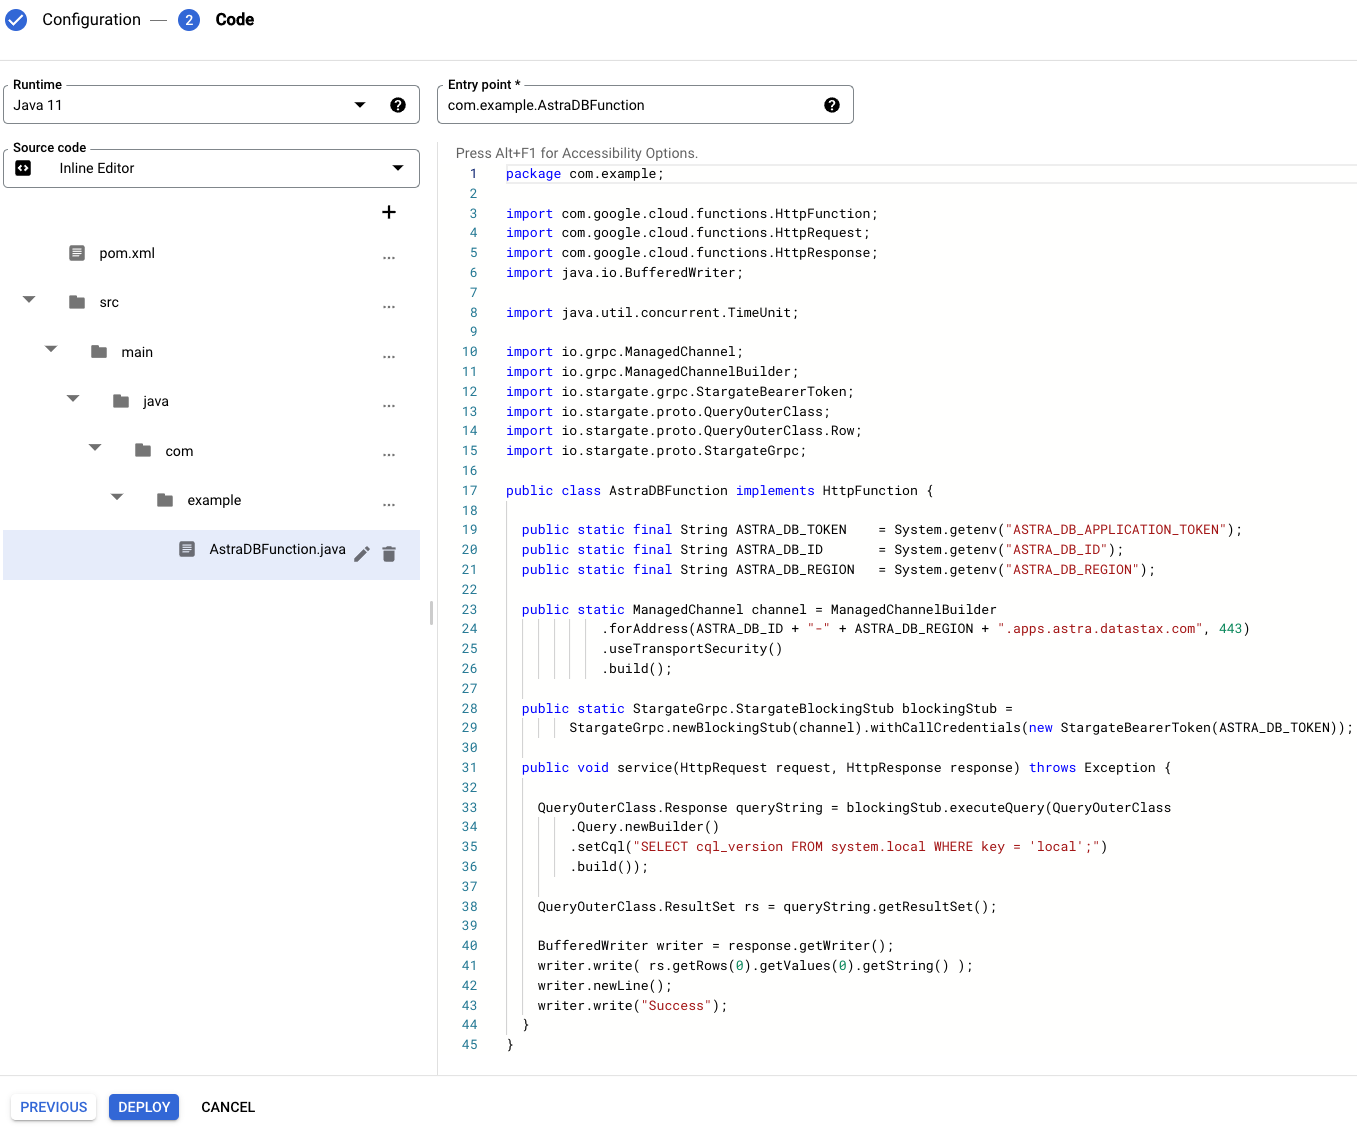 Configuration — 2 Code
Runtime
Java 11
Entry point *
com.example.AstraDBFunction
Source code
Inline Editor
pom.xml ...
src ...
main ...
java ...
com ...
example ...
AstraDBFunction.java
Press Alt+F1 for Accessibility Options.
1 package com.example;
2
3 import com.google.cloud.functions.HttpFunction;
4 import com.google.cloud.functions.HttpRequest;
5 import com.google.cloud.functions.HttpResponse;
6 import java.io.BufferedWriter;
7
8 import java.util.concurrent.TimeUnit;
9
10 import io.grpc.ManagedChannel;
11 import io.grpc.ManagedChannelBuilder;
12 import io.stargate.grpc.StargateBearerToken;
13 import io.stargate.proto.QueryOuterClass;
14 import io.stargate.proto.QueryOuterClass.Row;
15 import io.stargate.proto.StargateGrpc;
16
17 public class AstraDBFunction implements HttpFunction {
18
19 public static final String ASTRA_DB_TOKEN = System.getenv("ASTRA_DB_APPLICATION_TOKEN");
20 public static final String ASTRA_DB_ID = System.getenv("ASTRA_DB_ID");
21 public static final String ASTRA_DB_REGION = System.getenv("ASTRA_DB_REGION");
22
23 public static ManagedChannel channel = ManagedChannelBuilder
24 .forAddress(ASTRA_DB_ID + "-" + ASTRA_DB_REGION + ".apps.astra.datastax.com", 443)
25 .useTransportSecurity()
26 .build();
27
28 public static StargateGrpc.StargateBlockingStub blockingStub =
29 StargateGrpc.newBlockingStub(channel).withCallCredentials(new StargateBearerToken(ASTRA_DB_TOKEN));
30
31 public void service(HttpRequest request, HttpResponse response) throws Exception {
32
33 QueryOuterClass.Response queryString = blockingStub.executeQuery(QueryOuterClass
34 .Query.newBuilder()
35 .setCql("SELECT cql_version FROM system.local WHERE key = 'local';")
36 .build());
37
38 QueryOuterClass.ResultSet rs = queryString.getResultSet();
39
40 BufferedWriter writer = response.getWriter();
41 writer.write( rs.getRows(0).getValues(0).getString() );
42 writer.newLine();
43 writer.write("Success");
44 }
45 }
PREVIOUS DEPLOY CANCEL